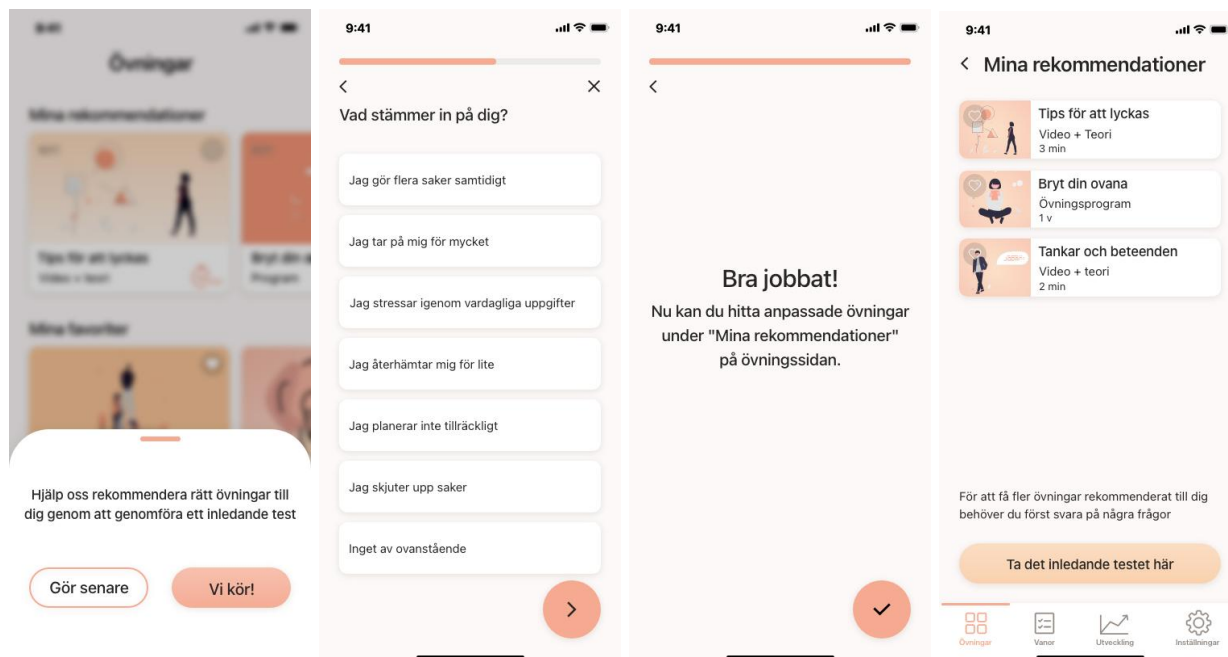 9:41
Övningar
Mina rekommendationer
Tips för att lyckas
Video + teori
Bryt din
Program
Mina favoriter
Hjälp oss rekommendera rätt övningar till
dig genom att genomföra ett inledande test
Gör senare
Vi kör!
9:41
Vad stämmer in på dig?
Jag gör flera saker samtidigt
Jag tar på mig för mycket
Jag stressar igenom vardagliga uppgifter
Jag återhämtar mig för lite
Jag planerar inte tillräckligt
Jag skjuter upp saker
Inget av ovanstående
9:41
Bra jobbat!
Nu kan du hitta anpassade övningar
under "Mina rekommendationer"
på övningssidan.
9:41
Mina rekommendationer
Tips för att lyckas
Video + Teori
3 min
Bryt din ovana
Övningsprogram
1 v
Tankar och beteenden
Video + teori
2 min
För att få fler övningar rekommenderat till dig
behöver du först svara på några frågor
Ta det inledande testet här
Övningar
Vanor
Utveckling
Inställningar